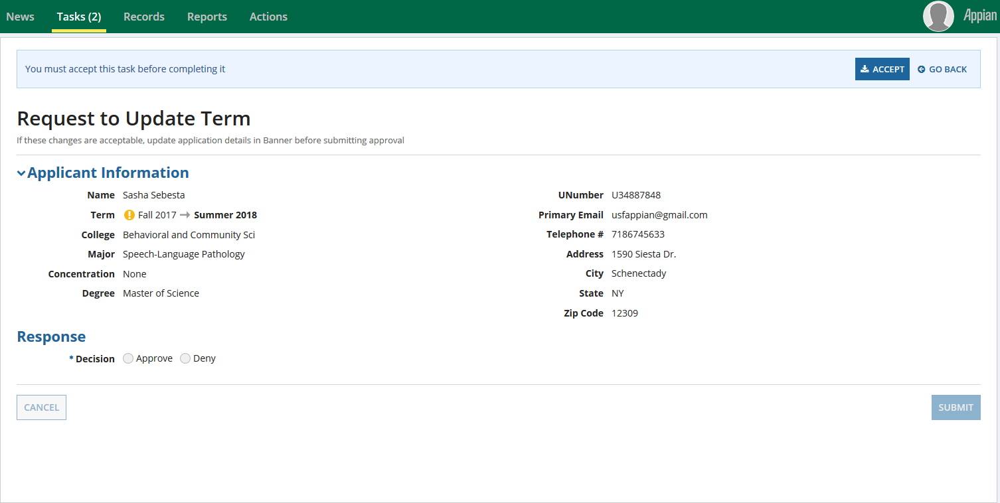 News Tasks (2) Records Reports Actions Appian
You must accept this task before completing it ACCEPT GO BACK
Request to Update Term
If these changes are acceptable, update application details in Banner before submitting approval
Applicant Information
Name Sasha Sebesta
Term Fall 2017 → Summer 2018
College Behavioral and Community Sci
Major Speech-Language Pathology
Concentration None
Degree Master of Science
UNumber U34887848
Primary Email usfappian@gmail.com
Telephone # 7186745633
Address 1590 Siesta Dr.
City Schenectady
State NY
Zip Code 12309
Response
* Decision Approve Deny
CANCEL SUBMIT